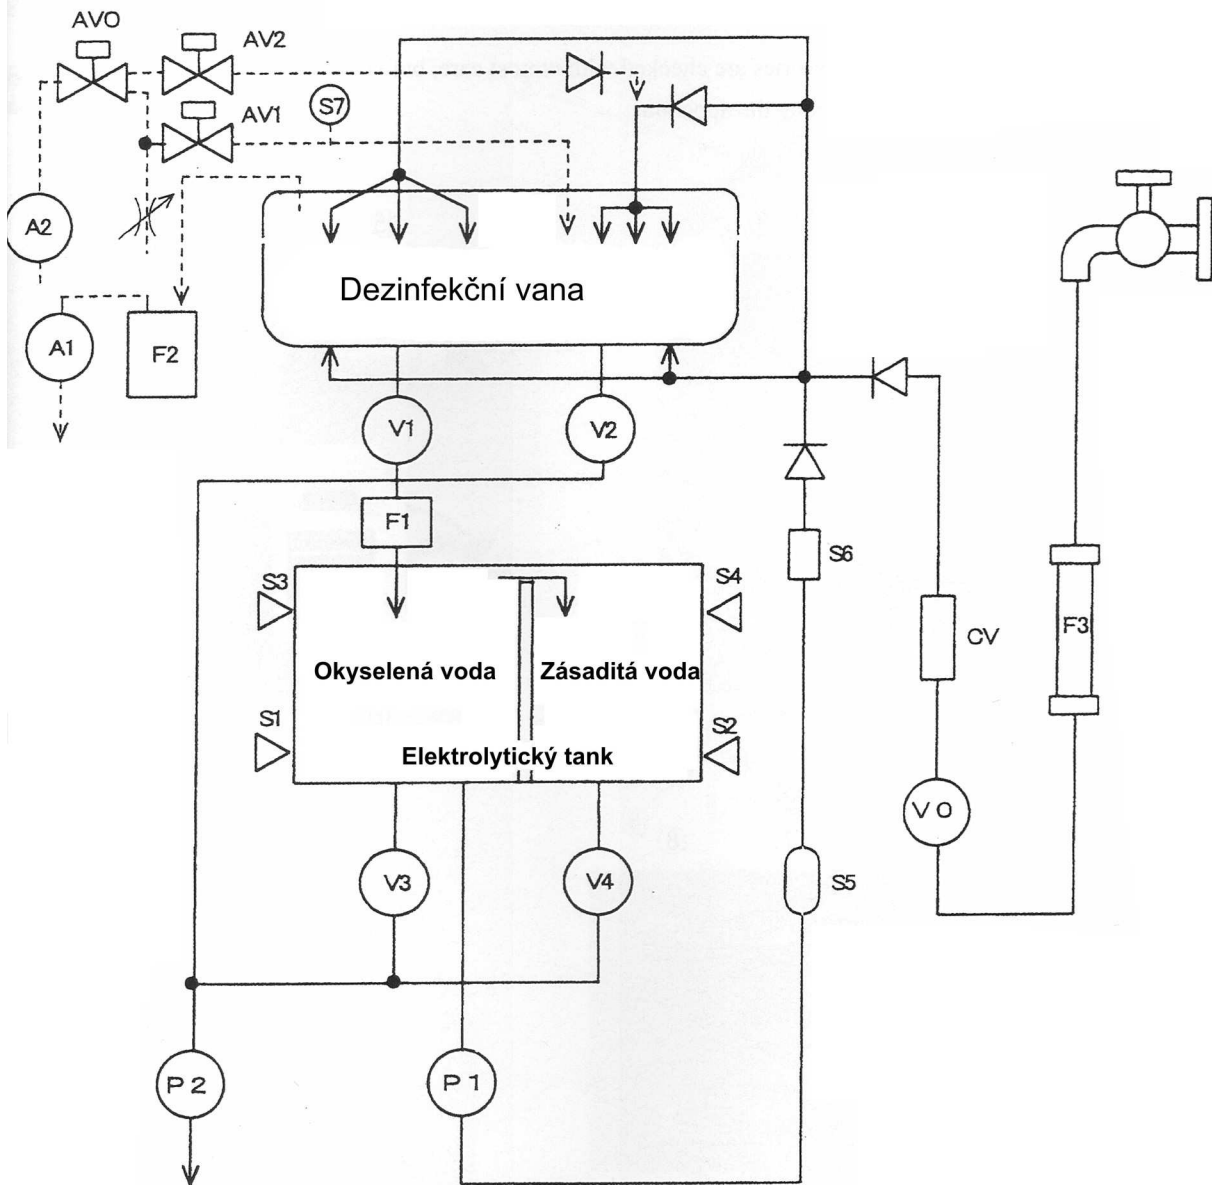 AVO
AV2
AV1
S7
A2
A1
F2
Dezinfekční vana
V1
V2
F1
S3
S4
S6
CV
F3
Okyselená voda
Zásaditá voda
S1
S2
Elektrolytický tank
VO
V3
V4
S5
P2
P1